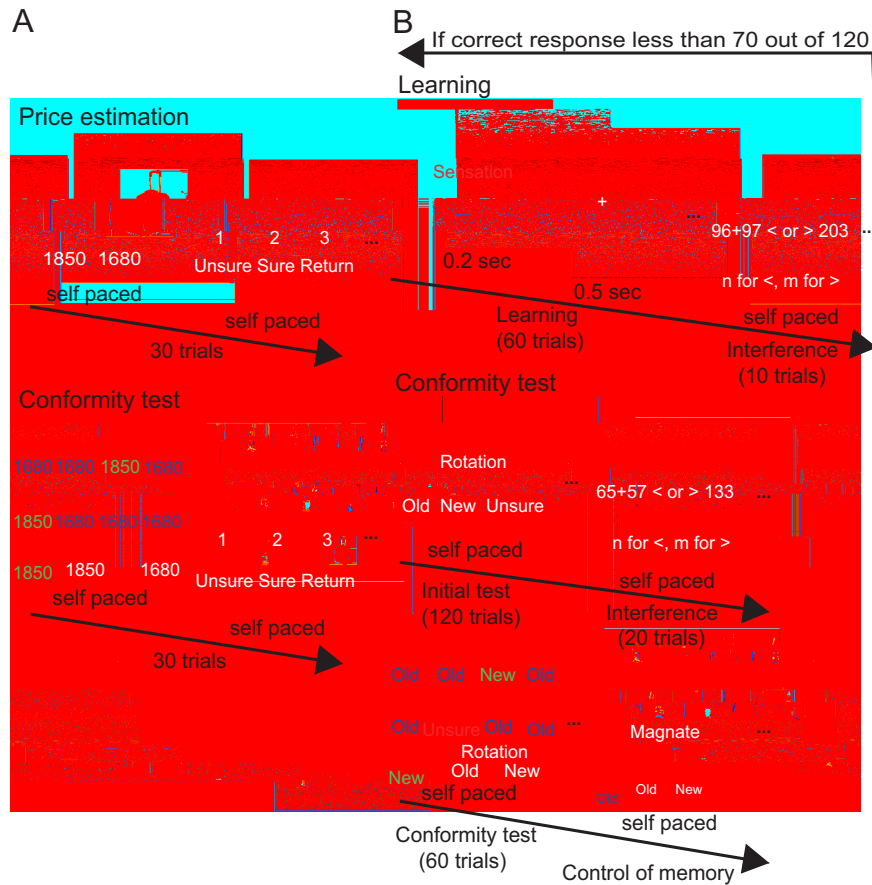 A
Price estimation
1850 1680
self paced
1 2 3 ...
Unsure Sure Return
self paced
30 trials
Conformity test
1680 1680 1850 1680
1850 1680 1680 1680
1850 1850 1680
self paced
1 2 3 ...
Unsure Sure Return
self paced
30 trials
B
If correct response less than 70 out of 120
Learning
Sensation
0.2 sec
+
0.5 sec
...
Learning
(60 trials)
96+97 < or > 203
...
n for <, m for >
self paced
Interference
(10 trials)
Conformity test
Rotation
...
Old New Unsure
self paced
Initial test
(120 trials)
65+57 < or > 133
...
n for <, m for >
self paced
Interference
(20 trials)
Old Old New Old
Old Unsure Old Old
...
Rotation
New Old New
self paced
Conformity test
(60 trials)
Magnate
...
Old Old New
self paced
Control of memory